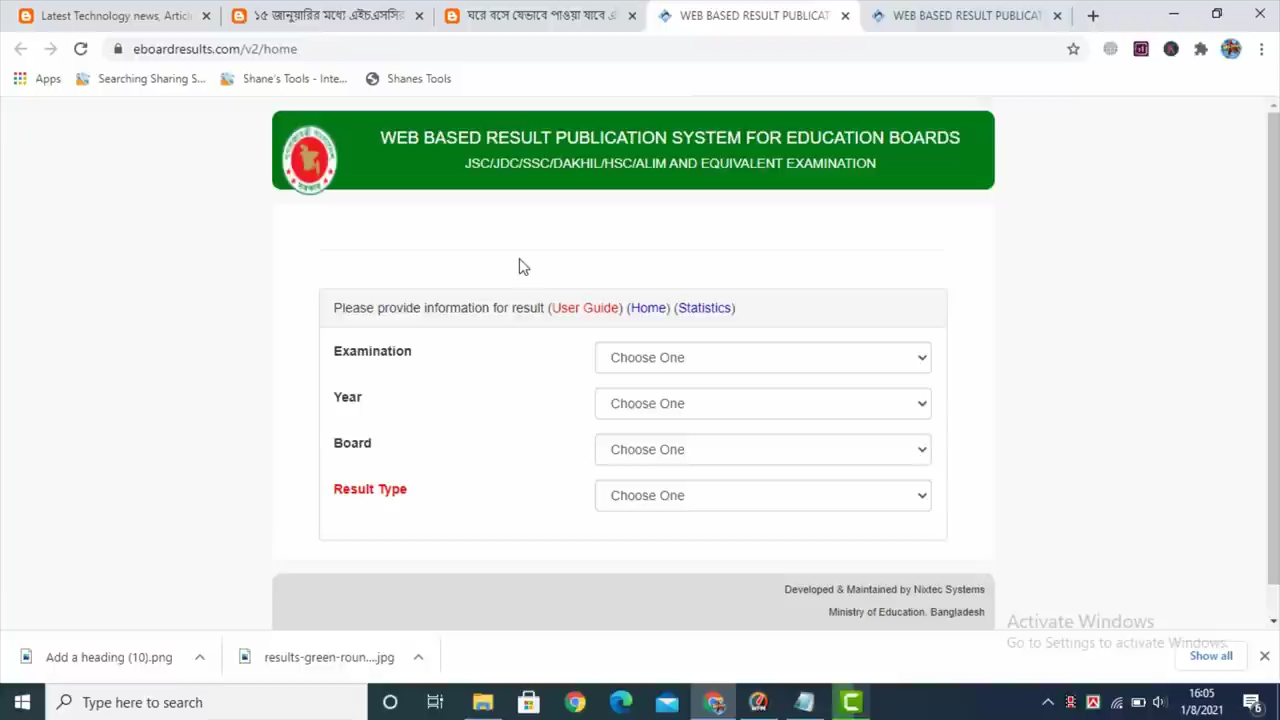 Latest Technology news, Articl
১৫ জানুয়ারির মধ্যে এইচএসসির
ঘরে বসে যেভাবে পাওয়া যাবে এই
WEB BASED RESULT PUBLICAT
WEB BASED RESULT PUBLICAT
eboardresults.com/v2/home
Apps
Searching Sharing S...
Shane's Tools - Inte...
Shanes Tools
WEB BASED RESULT PUBLICATION SYSTEM FOR EDUCATION BOARDS
JSC/JDC/SSC/DAKHIL/HSC/ALIM AND EQUIVALENT EXAMINATION
Please provide information for result (User Guide) (Home) (Statistics)
Examination Choose One
Year Choose One
Board Choose One
Result Type Choose One
Developed & Maintained by Nixtec Systems
Ministry of Education. Bangladesh
Activate Windows
Go to Settings to activate Windows.
Add a heading (10).png
results-green-roun....jpg
Show all
Type here to search
16:05
1/8/2021
6